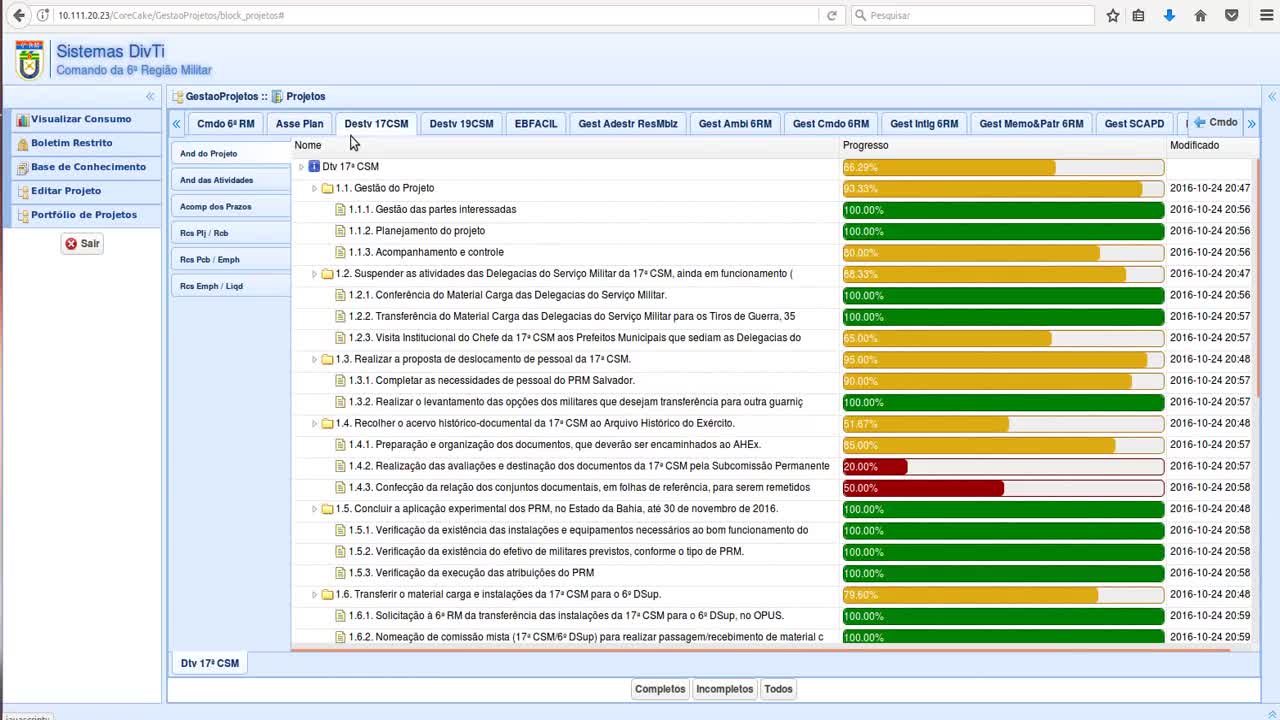 10.111.20.23/CoreCake/GestaoProjetos/block_projetos#
Pesquisar
Sistemas DivTi
Comando da 6ª Região Militar
Visualizar Consumo
Boletim Restrito
Base de Conhecimento
Editar Projeto
Portfólio de Projetos
Sair
GestaoProjetos :: Projetos
Cmdo 6ª RM Asse Plan Destv 17CSM Destv 19CSM EBFACIL Gest Adestr ResMbiz Gest Ambi 6RM Gest Cmdo 6RM Gest Intlg 6RM Gest Memo&Patr 6RM Gest SCAPD Cmdo
And do Projeto
And das Atividades
Acomp dos Prazos
Rcs Plj / Rcb
Rcs Pcb / Emph
Rcs Emph / Liqd
Nome Progresso Modificado
Dtv 17ª CSM 66.29%
1.1. Gestão do Projeto 93.33% 2016-10-24 20:47
1.1.1. Gestão das partes interessadas 100.00% 2016-10-24 20:56
1.1.2. Planejamento do projeto 100.00% 2016-10-24 20:56
1.1.3. Acompanhamento e controle 80.00% 2016-10-24 20:56
1.2. Suspender as atividades das Delegacias do Serviço Militar da 17ª CSM, ainda em funcionamento ( 88.33% 2016-10-24 20:47
1.2.1. Conferência do Material Carga das Delegacias do Serviço Militar. 100.00% 2016-10-24 20:56
1.2.2. Transferência do Material Carga das Delegacias do Serviço Militar para os Tiros de Guerra, 35 100.00% 2016-10-24 20:57
1.2.3. Visita Institucional do Chefe da 17ª CSM aos Prefeitos Municipais que sediam as Delegacias do 65.00% 2016-10-24 20:57
1.3. Realizar a proposta de deslocamento de pessoal da 17ª CSM. 95.00% 2016-10-24 20:48
1.3.1. Completar as necessidades de pessoal do PRM Salvador. 90.00% 2016-10-24 20:57
1.3.2. Realizar o levantamento das opções dos militares que desejam transferência para outra guarniç 100.00% 2016-10-24 20:57
1.4. Recolher o acervo histórico-documental da 17ª CSM ao Arquivo Histórico do Exército. 51.67% 2016-10-24 20:48
1.4.1. Preparação e organização dos documentos, que deverão ser encaminhados ao AHEx. 85.00% 2016-10-24 20:57
1.4.2. Realização das avaliações e destinação dos documentos da 17ª CSM pela Subcomissão Permanente 20.00% 2016-10-24 20:57
1.4.3. Confecção da relação dos conjuntos documentais, em folhas de referência, para serem remetidos 50.00% 2016-10-24 20:58
1.5. Concluir a aplicação experimental dos PRM, no Estado da Bahia, até 30 de novembro de 2016. 100.00% 2016-10-24 20:48
1.5.1. Verificação da existência das instalações e equipamentos necessários ao bom funcionamento do 100.00% 2016-10-24 20:58
1.5.2. Verificação da existência do efetivo de militares previstos, conforme o tipo de PRM. 100.00% 2016-10-24 20:58
1.5.3. Verificação da execução das atribuições do PRM 100.00% 2016-10-24 20:58
1.6. Transferir o material carga e instalações da 17ª CSM para o 6º DSup. 79.60% 2016-10-24 20:48
1.6.1. Solicitação à 6ª RM da transferência das instalações da 17ª CSM para o 6º DSup, no OPUS. 100.00% 2016-10-24 20:59
1.6.2. Nomeação de comissão mista (17ª CSM/6º DSup) para realizar passagem/recebimento de material c 100.00% 2016-10-24 20:59
Dtv 17ª CSM
Completos Incompletos Todos